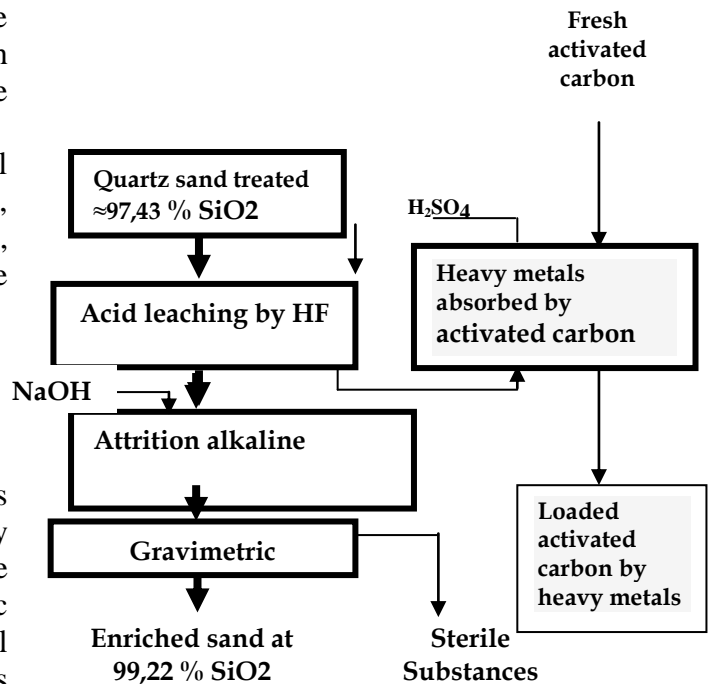 Fresh
activated
carbon
Quartz sand treated
≈97,43 % SiO2
H₂SO₄
Acid leaching by HF
Heavy metals
absorbed by
activated carbon
NaOH
Attrition alkaline
Gravimetric
Loaded
activated
carbon by
heavy metals
Enriched sand at
99,22 % SiO2
Sterile
Substances